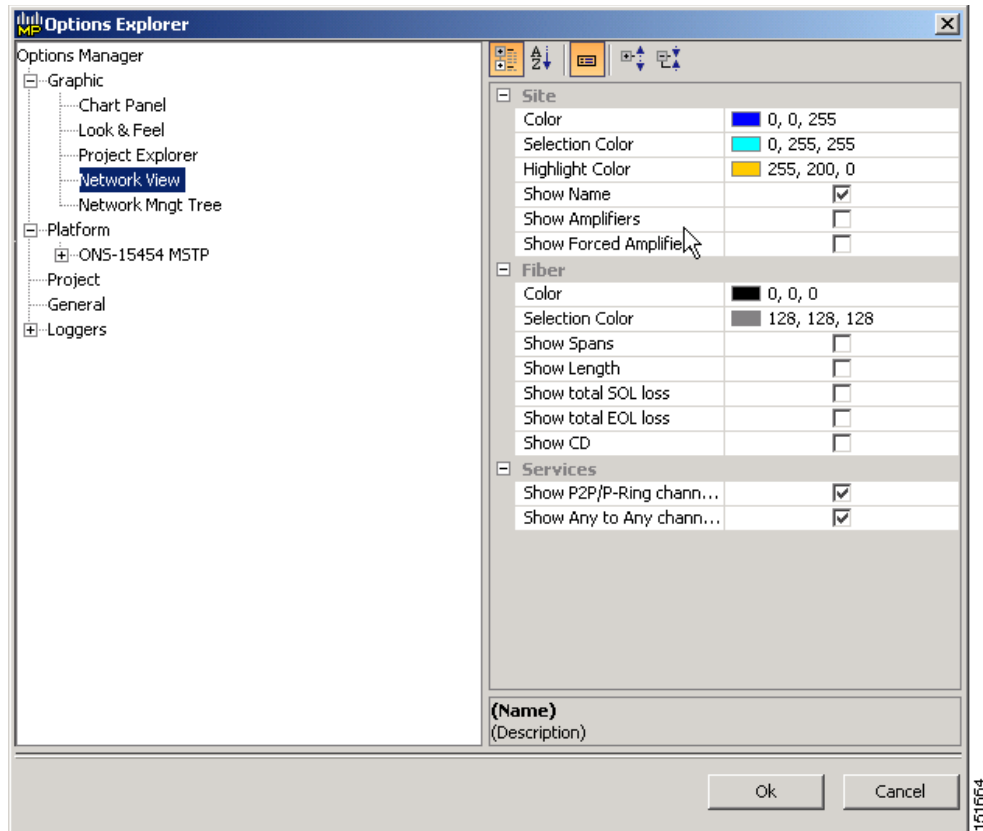 MP Options Explorer
Options Manager
Graphic
Chart Panel
Look & Feel
Project Explorer
Network View
Network Mngt Tree
Platform
ONS-15454 MSTP
Project
General
Loggers
A Z
Site
Color 0, 0, 255
Selection Color 0, 255, 255
Highlight Color 255, 200, 0
Show Name
Show Amplifiers
Show Forced Amplifie
Fiber
Color 0, 0, 0
Selection Color 128, 128, 128
Show Spans
Show Length
Show total SOL loss
Show total EOL loss
Show CD
Services
Show P2P/P-Ring chann...
Show Any to Any chann...
(Name)
(Description)
Ok Cancel
151664